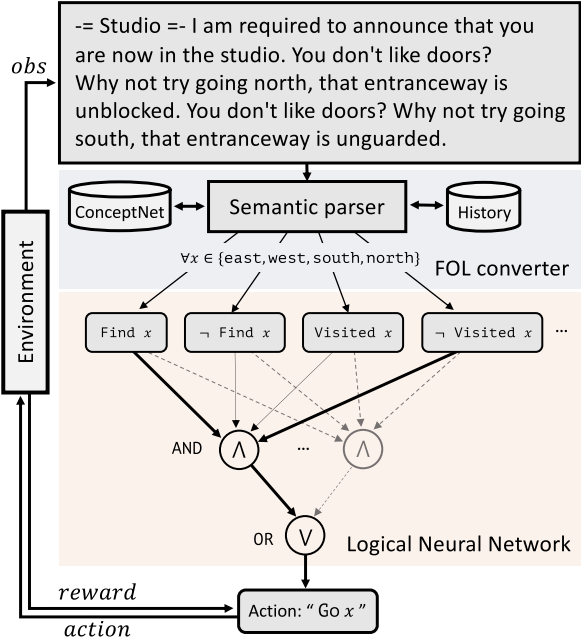 -= Studio =- I am required to announce that you
are now in the studio. You don't like doors?
Why not try going north, that entranceway is
unblocked. You don't like doors? Why not try going
south, that entranceway is unguarded.
obs
ConceptNet
Semantic parser
History
∀x ∈ {east, west, south, north}
FOL converter
Environment
Find x
¬ Find x
Visited x
¬ Visited x
...
AND
∧
...
∧
OR
∨
Logical Neural Network
reward
action
Action: “ Go x ”